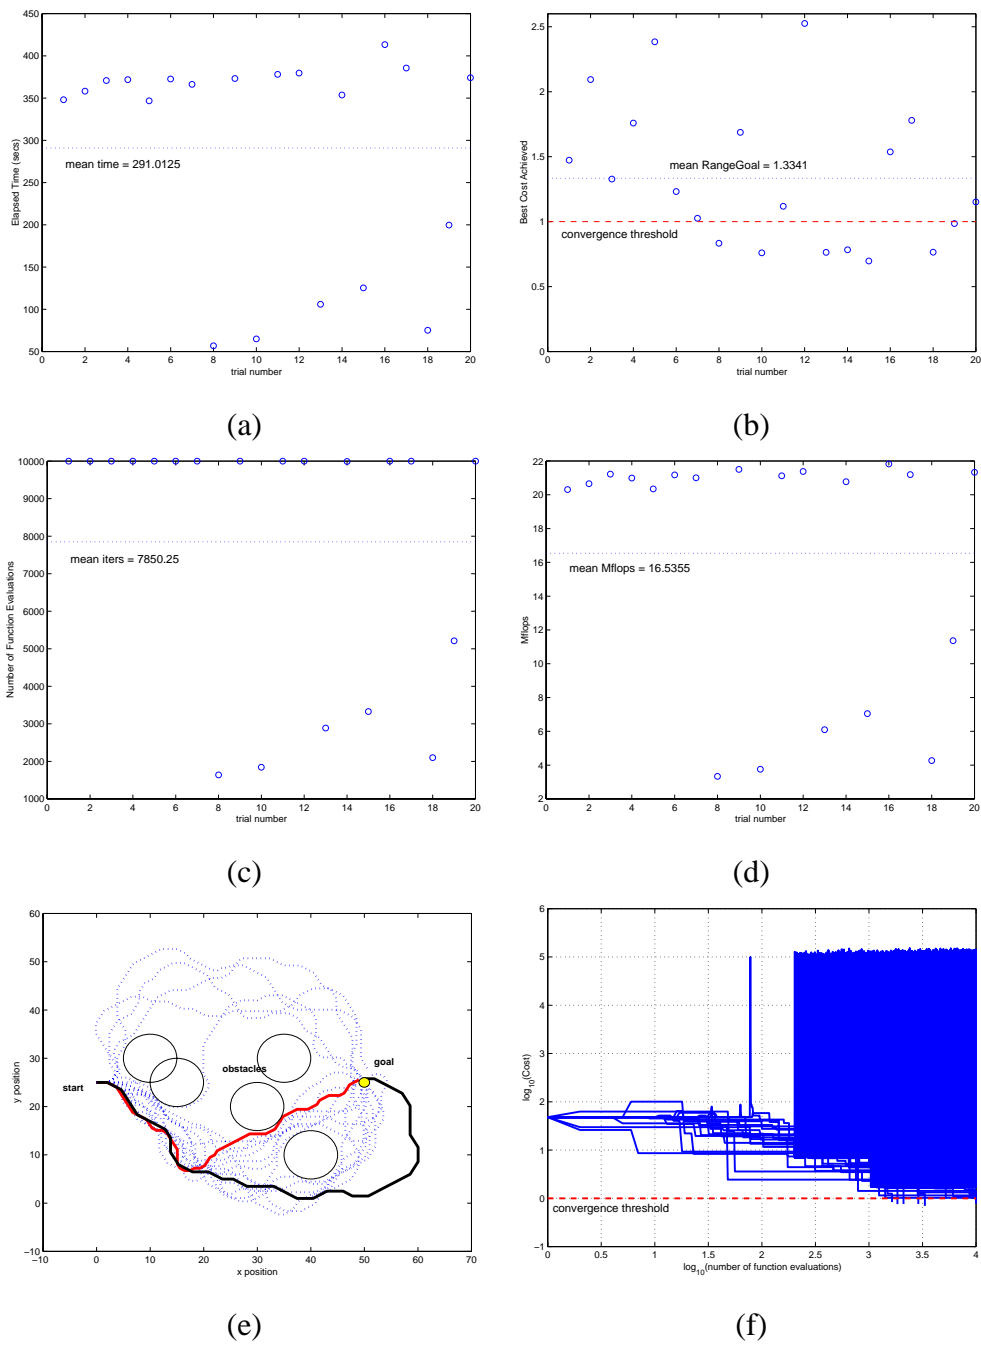 450
400
350
300
250
200
150
100
50
0 2 4 6 8 10 12 14 16 18 20
Elapsed Time (secs)
mean time = 291.0125
trial number
(a)
2.5
2
1.5
1
0.5
0
0 2 4 6 8 10 12 14 16 18 20
Best Cost Achieved
mean RangeGoal = 1.3341
convergence threshold
trial number
(b)
10000
9000
8000
7000
6000
5000
4000
3000
2000
1000
0 2 4 6 8 10 12 14 16 18 20
Number of Function Evaluations
mean iters = 7850.25
trial number
(c)
22
20
18
16
14
12
10
8
6
4
2
0 2 4 6 8 10 12 14 16 18 20
Mflops
mean Mflops = 16.5355
trial number
(d)
60
50
40
30
20
10
0
−10
−10 0 10 20 30 40 50 60 70
y position
start
obstacles
goal
x position
(e)
6
5
4
3
2
1
0
−1
0 0.5 1 1.5 2 2.5 3 3.5 4
log10(Cost)
convergence threshold
log10(number of function evaluations)
(f)